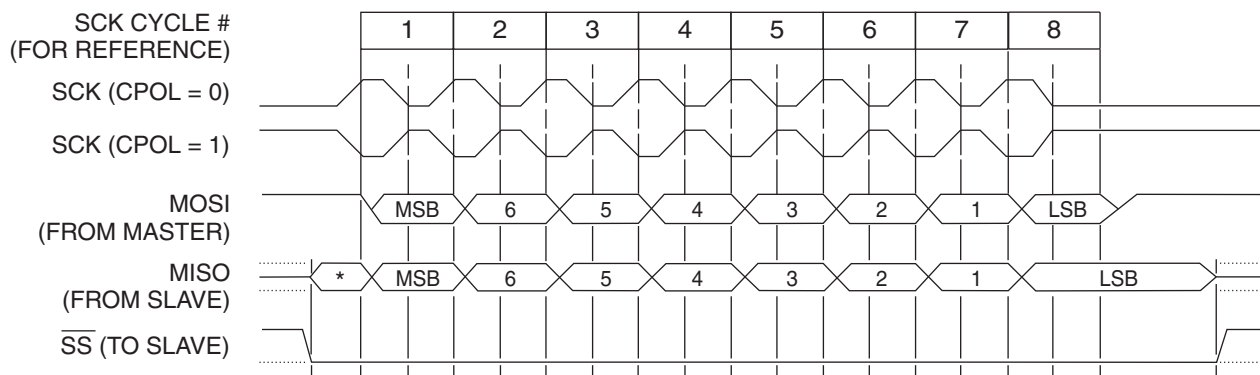 SCK CYCLE #
(FOR REFERENCE)
1 2 3 4 5 6 7 8
SCK (CPOL = 0)
SCK (CPOL = 1)
MOSI
(FROM MASTER)
MSB 6 5 4 3 2 1 LSB
MISO
(FROM SLAVE)
* MSB 6 5 4 3 2 1 LSB
S̅S̅ (TO SLAVE)